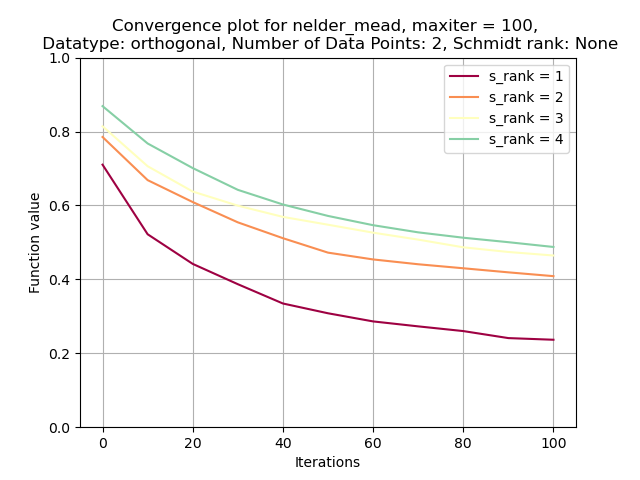 Convergence plot for nelder_mead, maxiter = 100,
Datatype: orthogonal, Number of Data Points: 2, Schmidt rank: None
1.0
0.8
0.6
0.4
0.2
0.0
Function value
s_rank = 1
s_rank = 2
s_rank = 3
s_rank = 4
0 20 40 60 80 100
Iterations